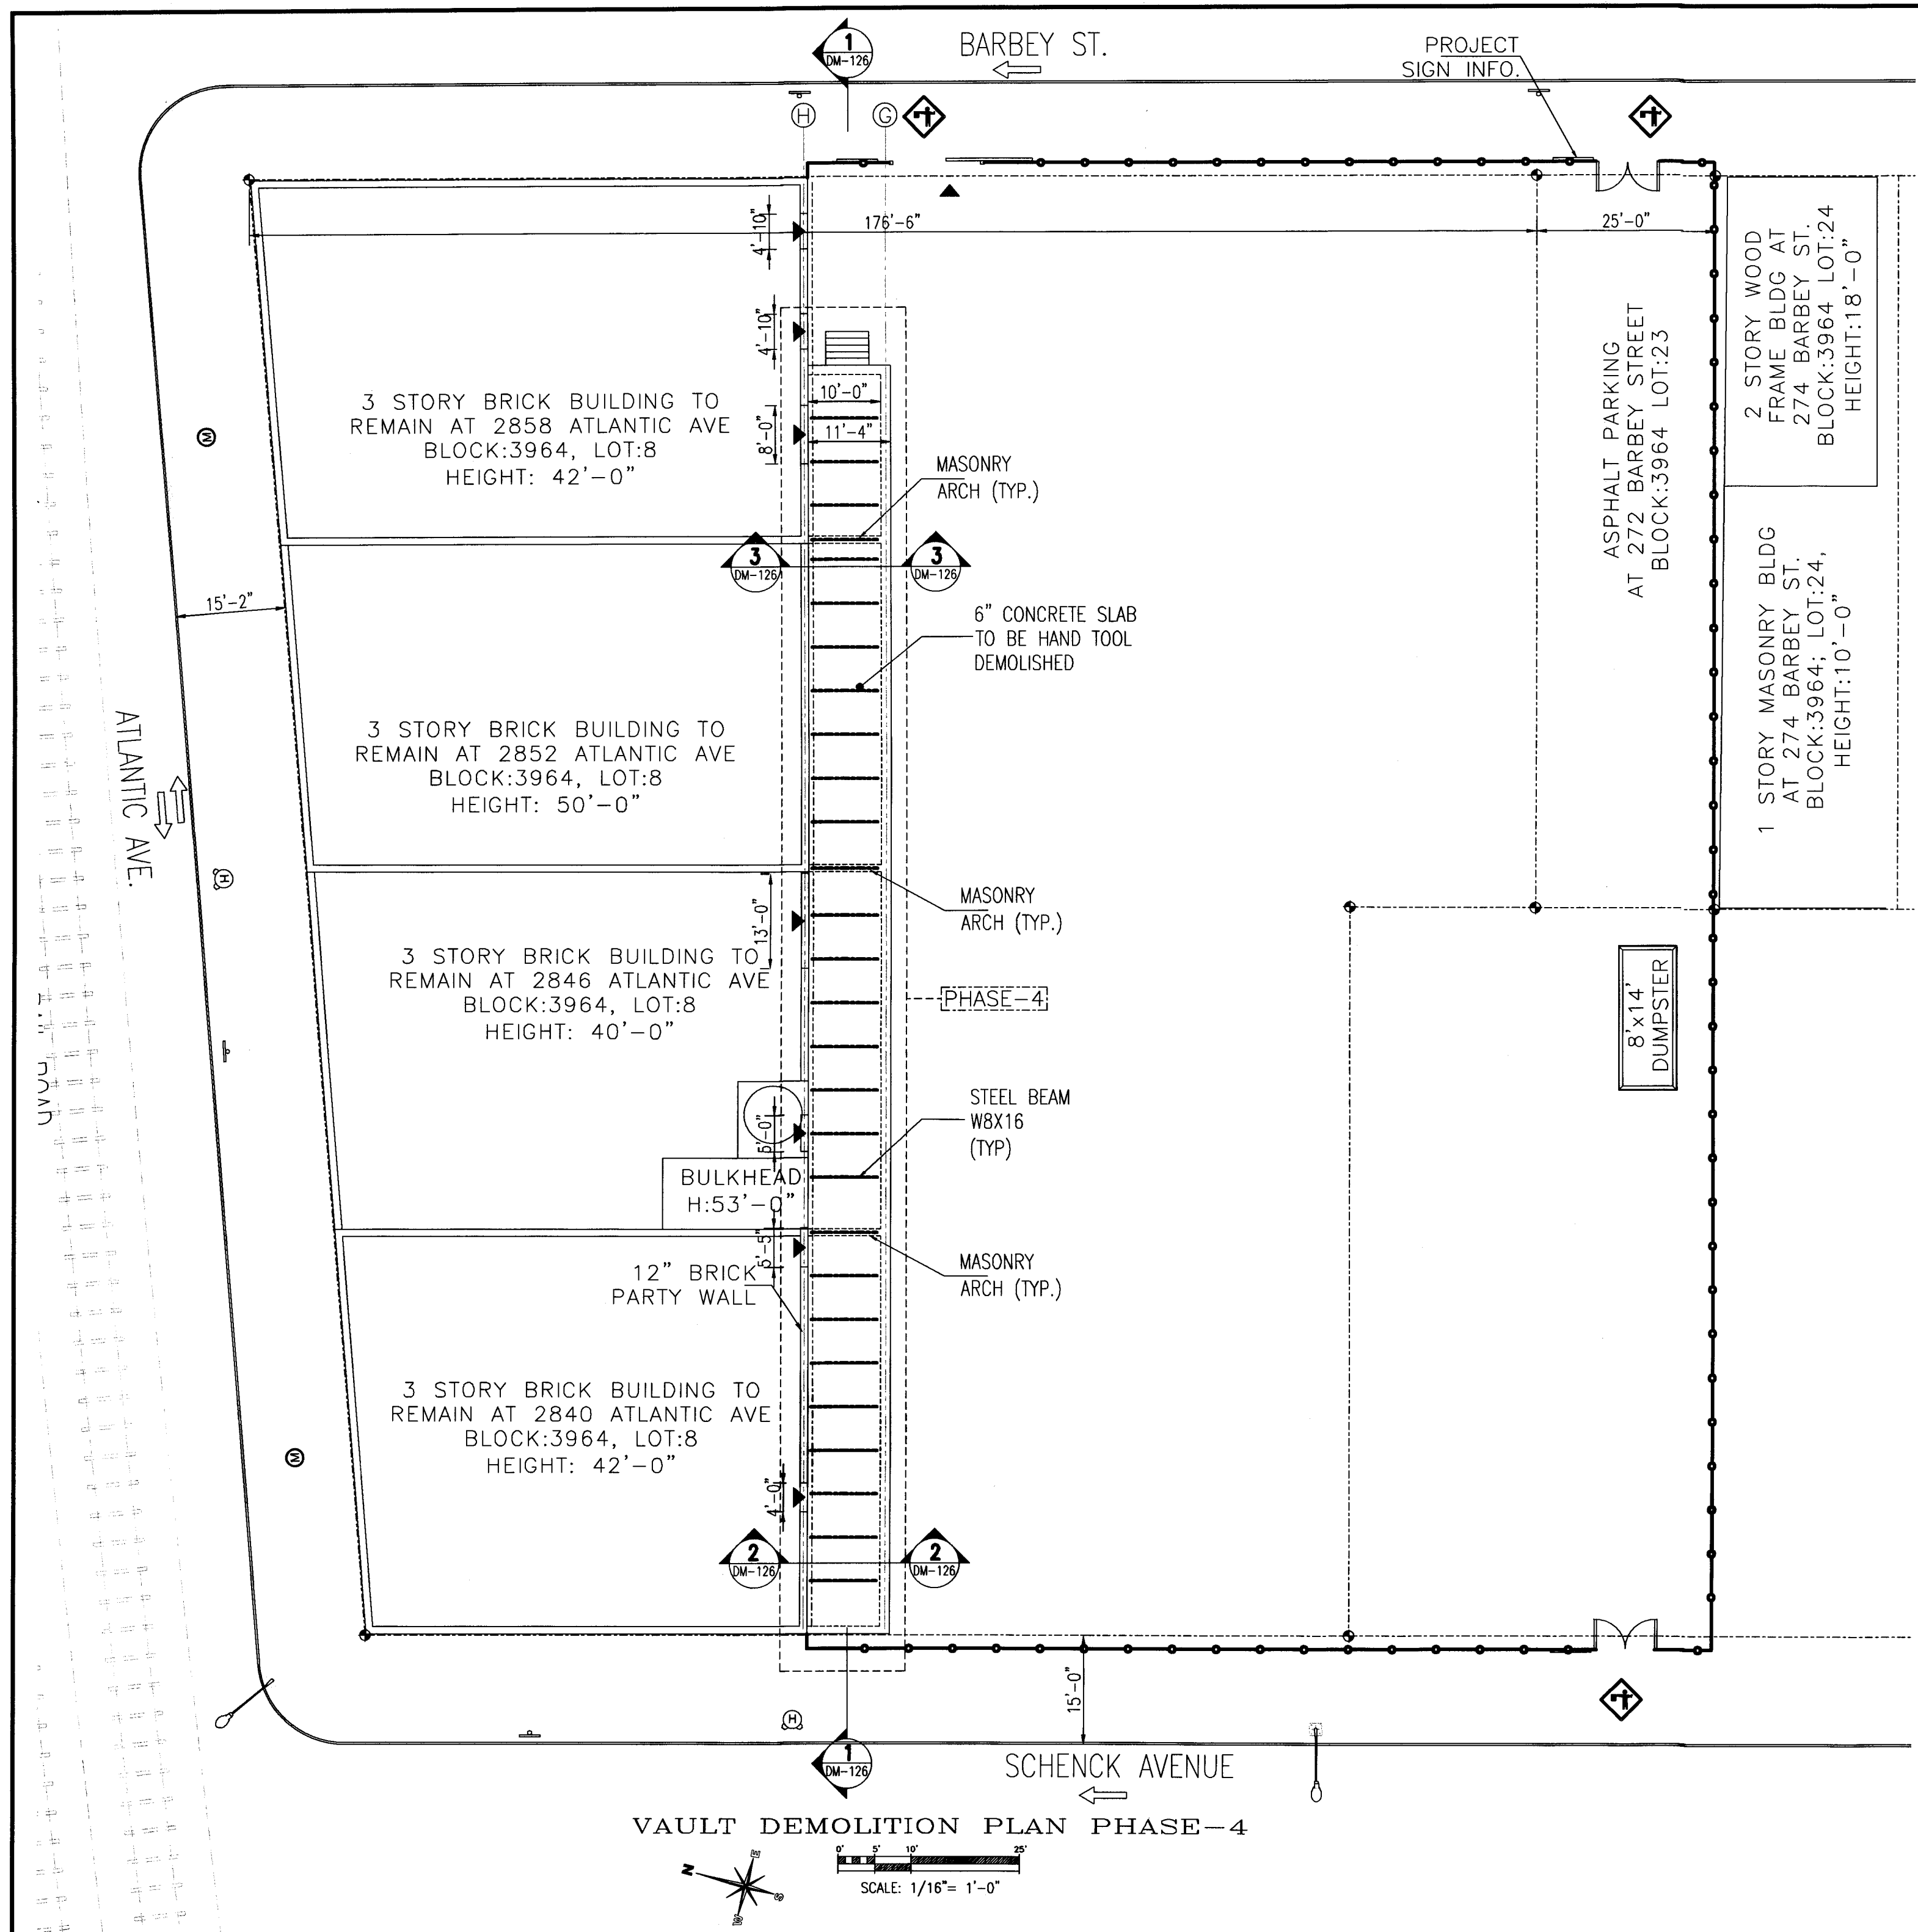 1
DM-126
BARBEY ST.
PROJECT
SIGN INFO.
H
G
176'-6"
25'-0"
4'-10"
4'-10"
8'-0"
10'-0"
11'-4"
3 STORY BRICK BUILDING TO
REMAIN AT 2858 ATLANTIC AVE
BLOCK:3964, LOT:8
HEIGHT: 42'-0"
M
MASONRY
ARCH (TYP.)
3
DM-126
3
DM-126
15'-2"
6" CONCRETE SLAB
TO BE HAND TOOL
DEMOLISHED
ASPHALT PARKING
AT 272 BARBEY STREET
BLOCK:3964 LOT:23
2 STORY WOOD
FRAME BLDG AT
274 BARBEY ST.
BLOCK:3964 LOT:24
HEIGHT:18'-0"
1 STORY MASONRY BLDG
AT 274 BARBEY ST.
BLOCK:3964; LOT:24,
HEIGHT:10'-0"
ATLANTIC AVE.
3 STORY BRICK BUILDING TO
REMAIN AT 2852 ATLANTIC AVE
BLOCK:3964, LOT:8
HEIGHT: 50'-0"
H
13'-0"
MASONRY
ARCH (TYP.)
3 STORY BRICK BUILDING TO
REMAIN AT 2846 ATLANTIC AVE
BLOCK:3964, LOT:8
HEIGHT: 40'-0"
PHASE-4
8'x14'
DUMPSTER
STEEL BEAM
W8X16
(TYP)
BULKHEAD
H:53'-0"
12" BRICK
PARTY WALL
MASONRY
ARCH (TYP.)
3 STORY BRICK BUILDING TO
REMAIN AT 2840 ATLANTIC AVE
BLOCK:3964, LOT:8
HEIGHT: 42'-0"
M
4'-0"
2
DM-126
2
DM-126
15'-0"
H
1
DM-126
SCHENCK AVENUE
VAULT DEMOLITION PLAN PHASE-4
N
E
S
W
0' 5' 10' 25'
SCALE: 1/16"= 1'-0"